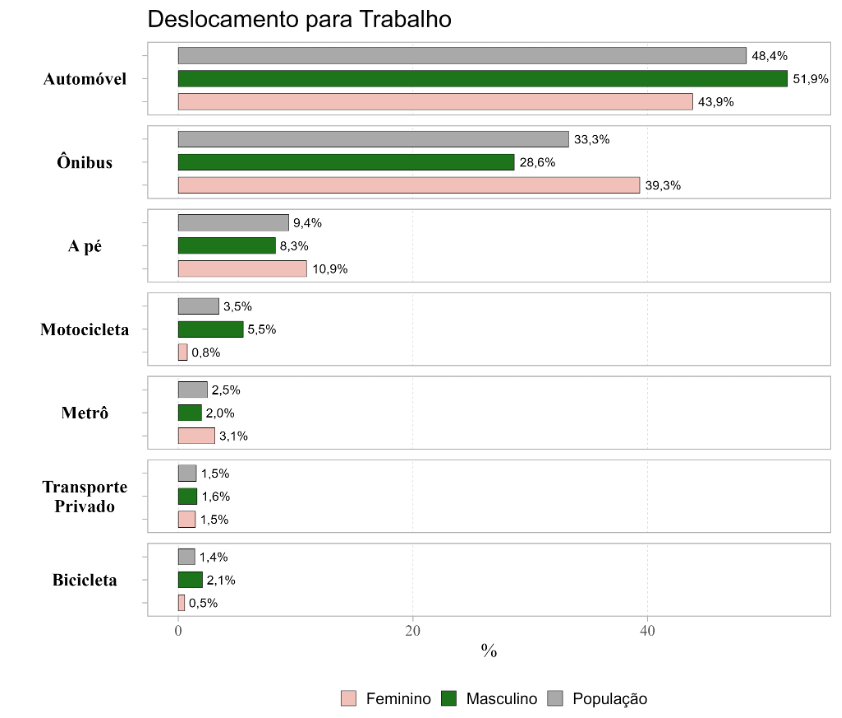 Deslocamento para Trabalho
Automóvel
48,4%
51,9%
43,9%
Ônibus
33,3%
28,6%
39,3%
A pé
9,4%
8,3%
10,9%
Motocicleta
3,5%
5,5%
0,8%
Metrô
2,5%
2,0%
3,1%
Transporte
Privado
1,5%
1,6%
1,5%
Bicicleta
1,4%
2,1%
0,5%
0 20 40
%
Feminino Masculino População